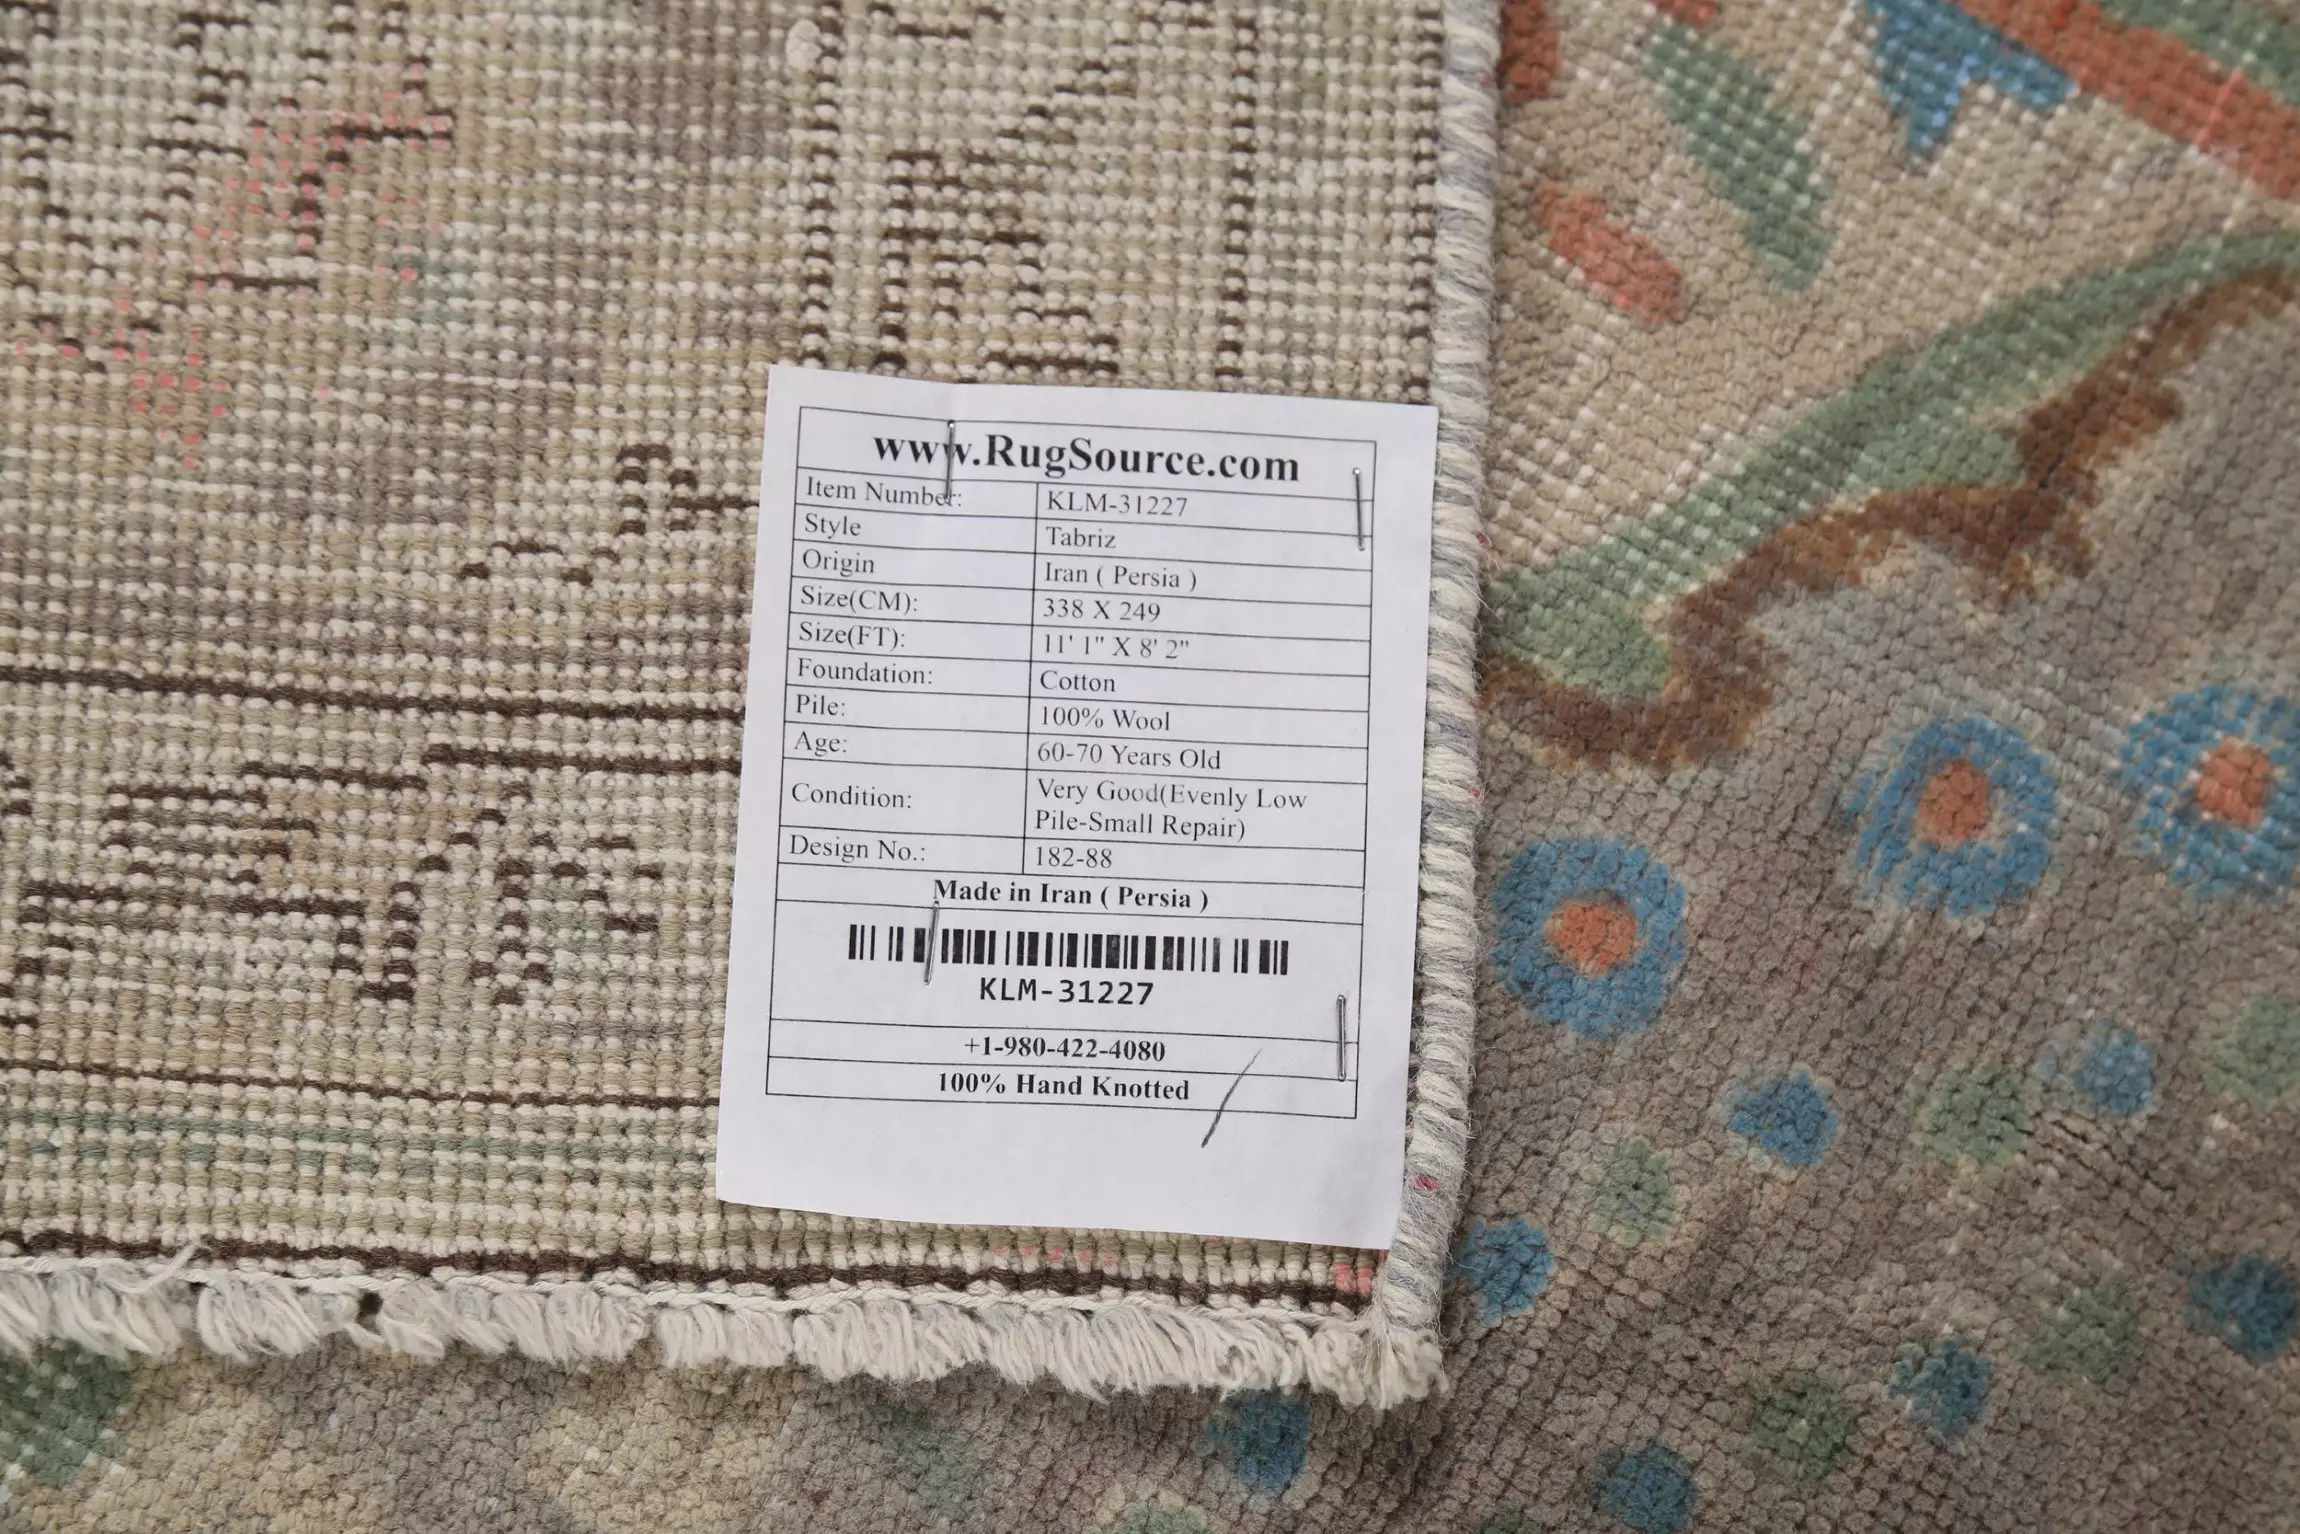 www.RugSource.com
Item Number: KLM-31227
Style Tabriz
Origin Iran ( Persia )
Size(CM): 338 X 249
Size(FT): 11' 1" X 8' 2"
Foundation: Cotton
Pile: 100% Wool
Age: 60-70 Years Old
Condition: Very Good(Evenly Low
Pile-Small Repair)
Design No.: 182-88
Made in Iran ( Persia )
KLM-31227
+1-980-422-4080
100% Hand Knotted